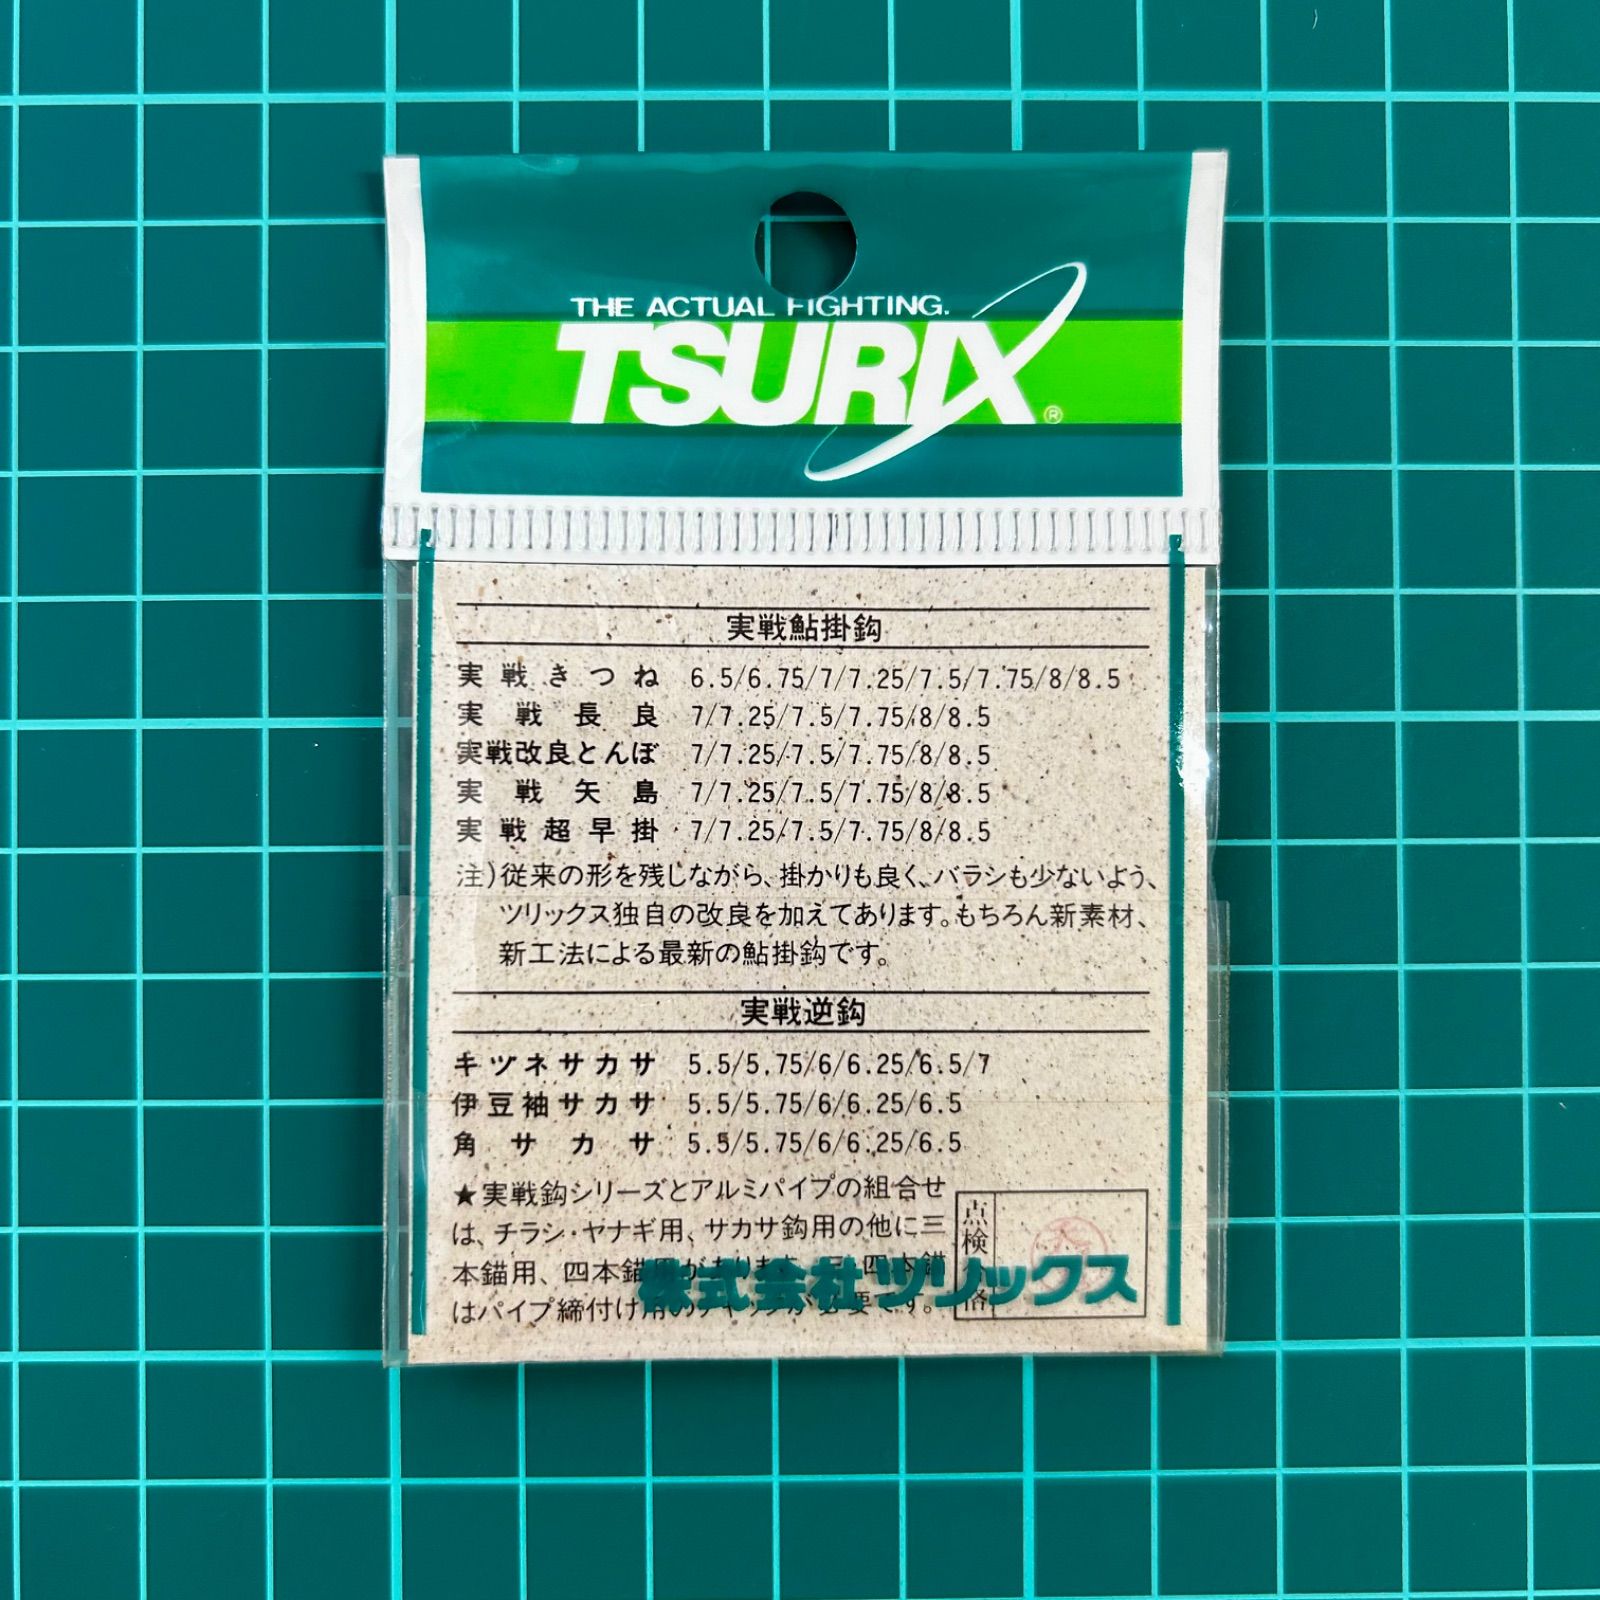 THE ACTUAL FIGHTING.
TSURIX®
実戦鮎掛鈎
実戦きつね 6.5/6.75/7/7.25/7.5/7.75/8/8.5
実戦長良 7/7.25/7.5/7.75/8/8.5
実戦改良とんぼ 7/7.25/7.5/7.75/8/8.5
実戦矢島 7/7.25/7.5/7.75/8/8.5
実戦超早掛 7/7.25/7.5/7.75/8/8.5
注)従来の形を残しながら、掛かりも良く、バラシも少ないよう、
ツリックス独自の改良を加えてあります。もちろん新素材、
新工法による最新の鮎掛鈎です。
実戦逆鈎
キツネサカサ 5.5/5.75/6/6.25/6.5/7
伊豆袖サカサ 5.5/5.75/6/6.25/6.5
角サカサ 5.5/5.75/6/6.25/6.5
★実戦鈎シリーズとアルミパイプの組合せ
は、チラシ・ヤナギ用、サカサ鈎用の他に三
本錨用、四本錨
はパイプ締付け用の
点検
株式会社ツリックス